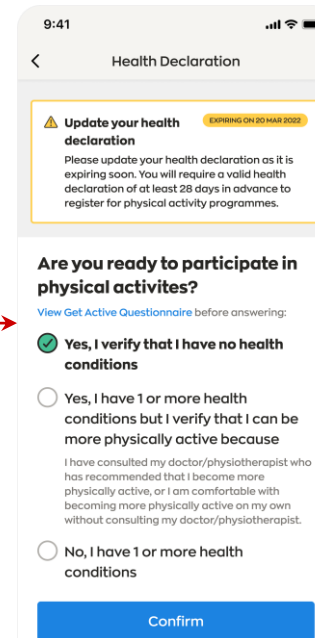 9:41
Health Declaration
Update your health
declaration
EXPIRING ON 20 MAR 2022
Please update your health declaration as it is
expiring soon. You will require a valid health
declaration of at least 28 days in advance to
register for physical activity programmes.
Are you ready to participate in
physical activites?
View Get Active Questionnaire before answering:
Yes, I verify that I have no health
conditions
Yes, I have 1 or more health
conditions but I verify that I can be
more physically active because
I have consulted my doctor/physiotherapist who
has recommended that I become more
physically active, or I am comfortable with
becoming more physically active on my own
without consulting my doctor/physiotherapist.
No, I have 1 or more health
conditions
Confirm